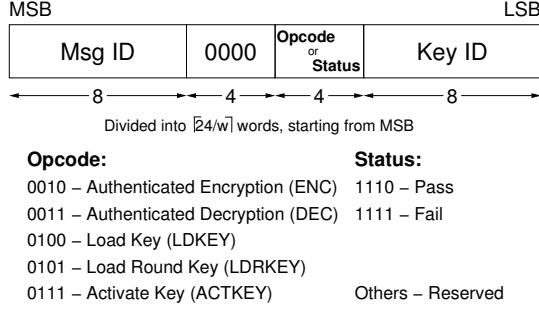 MSB LSB
Msg ID 0000 Opcode or Status Key ID
8 4 4 8
Divided into ⌈24/w⌉ words, starting from MSB
Opcode: Status:
0010 − Authenticated Encryption (ENC) 1110 − Pass
0011 − Authenticated Decryption (DEC) 1111 − Fail
0100 − Load Key (LDKEY)
0101 − Load Round Key (LDRKEY)
0111 − Activate Key (ACTKEY) Others − Reserved